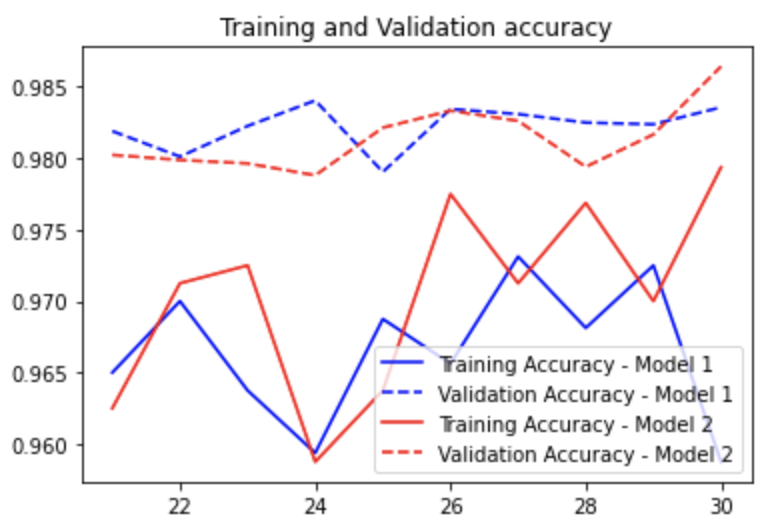 Training and Validation accuracy
0.985
0.980
0.975
0.970
0.965
0.960
Training Accuracy - Model 1
Validation Accuracy - Model 1
Training Accuracy - Model 2
Validation Accuracy - Model 2
22 24 26 28 30